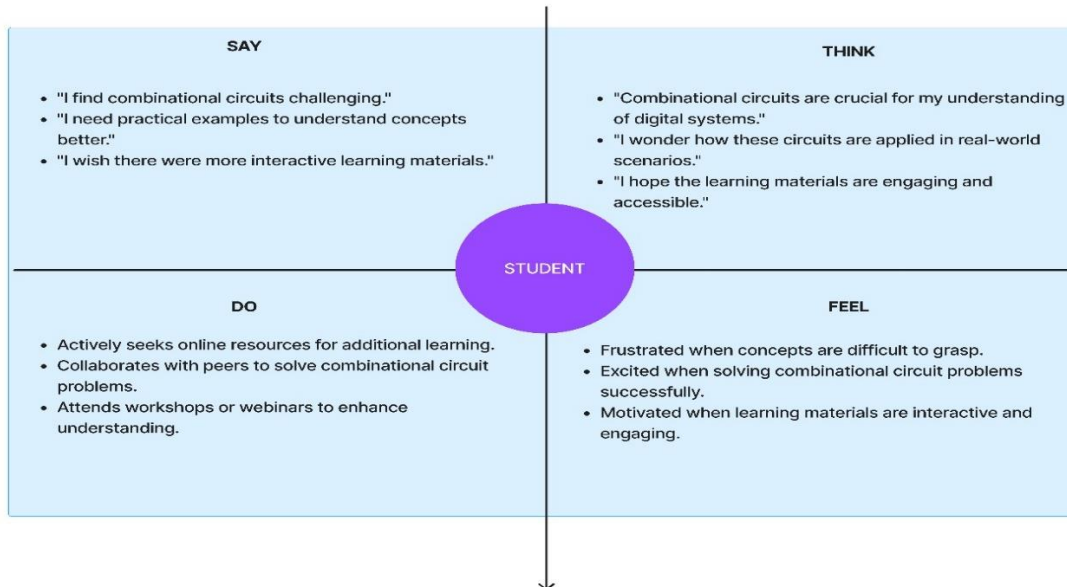 SAY
• "I find combinational circuits challenging."
• "I need practical examples to understand concepts
better."
• "I wish there were more interactive learning materials."
THINK
• "Combinational circuits are crucial for my understanding
of digital systems."
• "I wonder how these circuits are applied in real-world
scenarios."
• "I hope the learning materials are engaging and
accessible."
STUDENT
DO
• Actively seeks online resources for additional learning.
• Collaborates with peers to solve combinational circuit
problems.
• Attends workshops or webinars to enhance
understanding.
FEEL
• Frustrated when concepts are difficult to grasp.
• Excited when solving combinational circuit problems
successfully.
• Motivated when learning materials are interactive and
engaging.